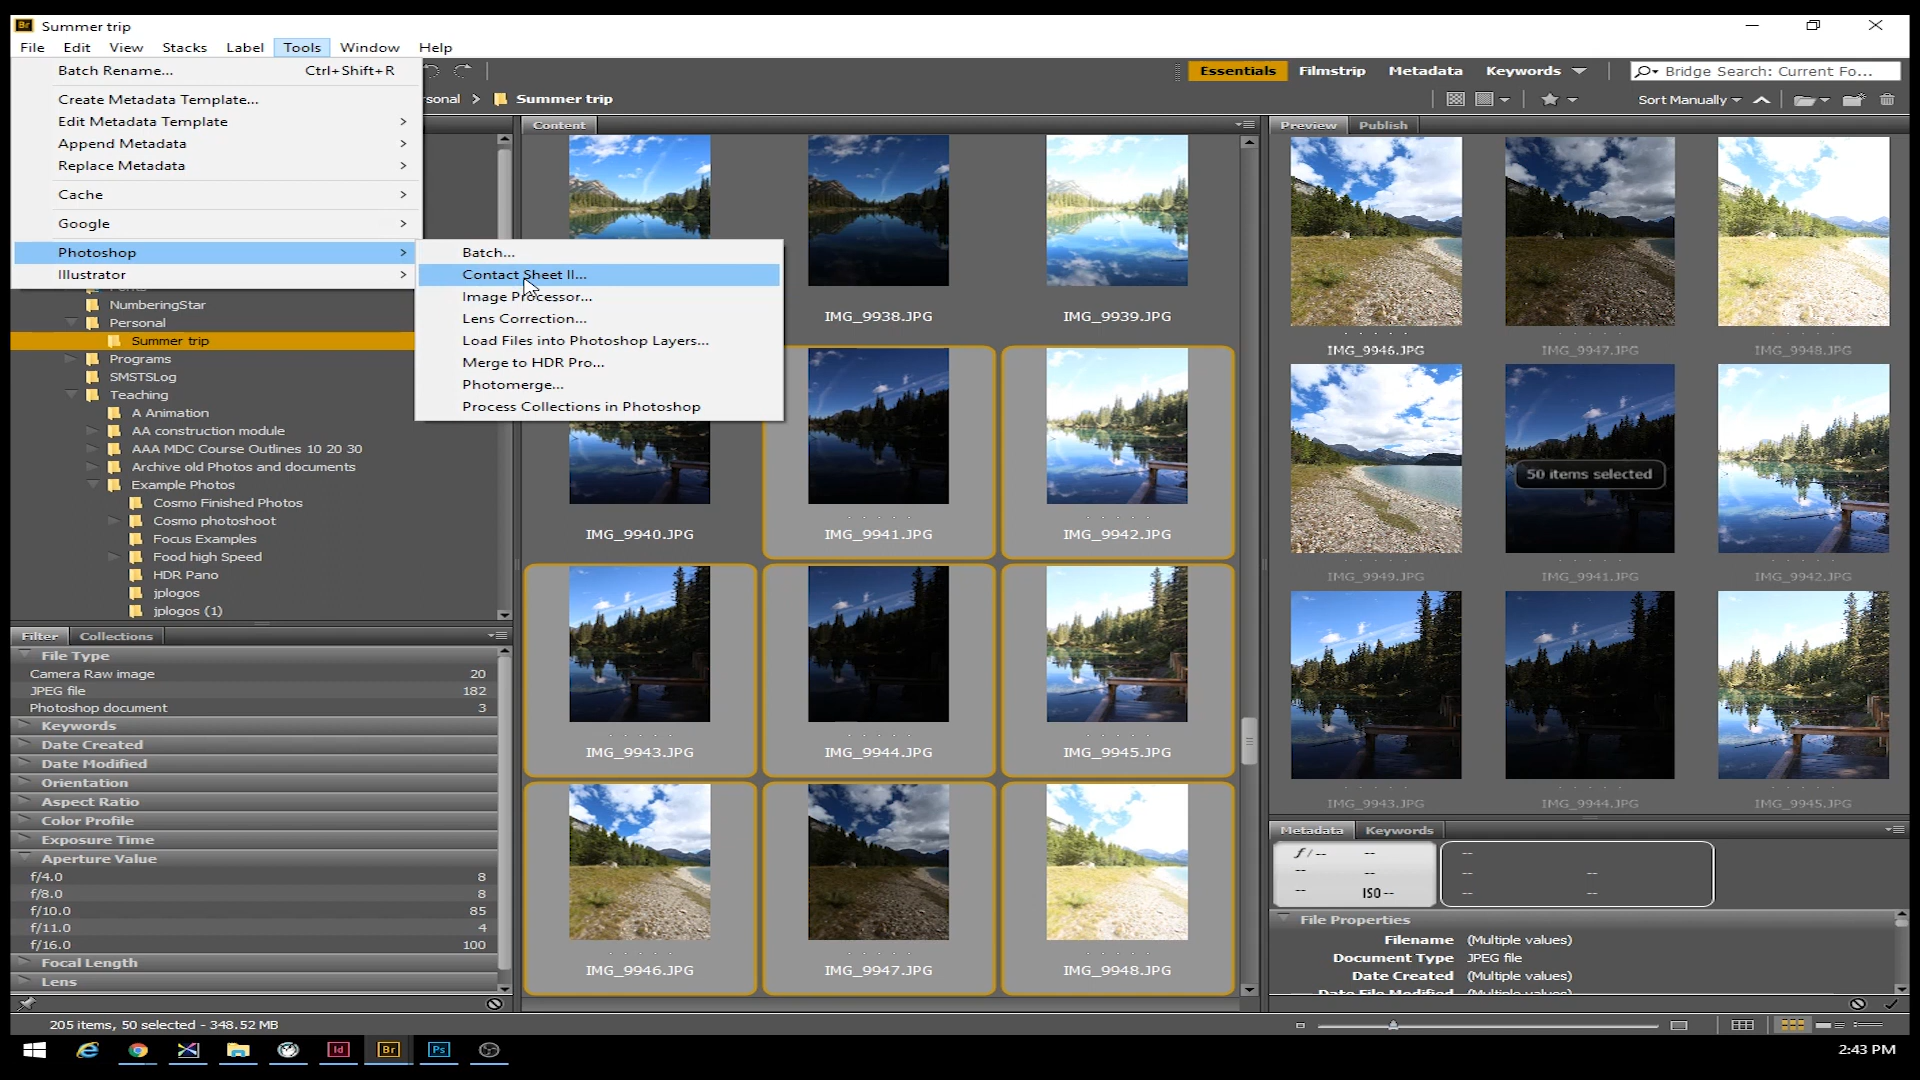 Br Summer trip
File Edit View Stacks Label Tools Window Help
Batch Rename... Ctrl+Shift+R
Create Metadata Template...
Edit Metadata Template
Append Metadata
Replace Metadata
Cache
Google
Photoshop
Illustrator
Batch...
Contact Sheet II...
Image Processor...
Lens Correction...
Load Files into Photoshop Layers...
Merge to HDR Pro...
Photomerge...
Process Collections in Photoshop
Essentials Filmstrip Metadata Keywords
Bridge Search: Current Fo...
sonal > Summer trip
Sort Manually
NumberingStar
Personal
Summer trip
Programs
SMSTSLog
Teaching
A Animation
AA construction module
AAA MDC Course Outlines 10 20 30
Archive old Photos and documents
Example Photos
Cosmo Finished Photos
Cosmo photoshoot
Focus Examples
Food high Speed
HDR Pano
jplogos
jplogos (1)
Filter Collections
File Type
Camera Raw image 20
JPEG file 182
Photoshop document 3
Keywords
Date Created
Date Modified
Orientation
Aspect Ratio
Color Profile
Exposure Time
Aperture Value
f/4.0 8
f/8.0 8
f/10.0 85
f/11.0 4
f/16.0 100
Focal Length
Lens
Content
IMG_9938.JPG IMG_9939.JPG
IMG_9940.JPG IMG_9941.JPG IMG_9942.JPG
IMG_9943.JPG IMG_9944.JPG IMG_9945.JPG
IMG_9946.JPG IMG_9947.JPG IMG_9948.JPG
Preview Publish
IMG_9946.JPG IMG_9947.JPG IMG_9948.JPG
50 items selected
IMG_9949.JPG IMG_9941.JPG IMG_9942.JPG
IMG_9943.JPG IMG_9944.JPG IMG_9945.JPG
Metadata Keywords
f/-- -- --
-- -- -- --
-- ISO -- -- --
File Properties
Filename (Multiple values)
Document Type JPEG file
Date Created (Multiple values)
Date File Modified (Multiple values)
205 items, 50 selected - 348.52 MB
Id Br Ps
2:43 PM